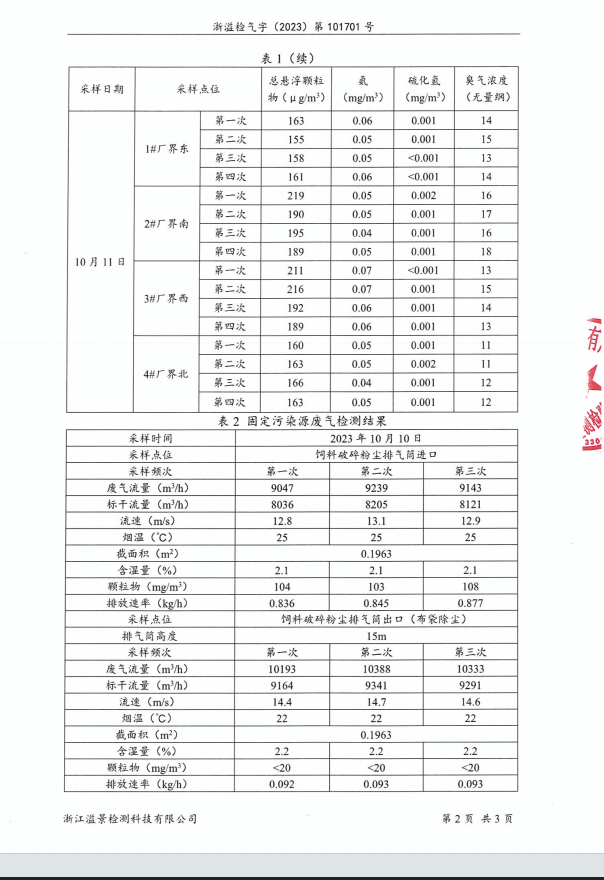 浙溢检气字（2023）第 101701 号
表 1（续）
采样日期 采样点位 总悬浮颗粒物（μg/m³） 氨（mg/m³） 硫化氢（mg/m³） 臭气浓度（无量纲）
10 月 11 日 1#厂界东 第一次 163 0.06 0.001 14
第二次 155 0.05 0.001 15
第三次 158 0.05 <0.001 13
第四次 161 0.06 <0.001 14
2#厂界南 第一次 219 0.05 0.002 16
第二次 190 0.05 0.001 17
第三次 195 0.04 0.001 16
第四次 189 0.05 0.001 18
3#厂界西 第一次 211 0.07 <0.001 13
第二次 216 0.07 0.001 15
第三次 192 0.06 0.001 14
第四次 189 0.06 0.001 13
4#厂界北 第一次 160 0.05 0.001 11
第二次 163 0.05 0.002 11
第三次 166 0.04 0.001 12
第四次 163 0.05 0.001 12
表 2 固定污染源废气检测结果
采样时间 2023 年 10 月 10 日
采样点位 饲料破碎粉尘排气筒进口
采样频次 第一次 第二次 第三次
废气流量（m³/h） 9047 9239 9143
标干流量（m³/h） 8036 8205 8121
流速（m/s） 12.8 13.1 12.9
烟温（℃） 25 25 25
截面积（m²） 0.1963
含湿量（%） 2.1 2.1 2.1
颗粒物（mg/m³） 104 103 108
排放速率（kg/h） 0.836 0.845 0.877
采样点位 饲料破碎粉尘排气筒出口（布袋除尘）
排气筒高度 15m
采样频次 第一次 第二次 第三次
废气流量（m³/h） 10193 10388 10333
标干流量（m³/h） 9164 9341 9291
流速（m/s） 14.4 14.7 14.6
烟温（℃） 22 22 22
截面积（m²） 0.1963
含湿量（%） 2.2 2.2 2.2
颗粒物（mg/m³） <20 <20 <20
排放速率（kg/h） 0.092 0.093 0.093
浙江溢景检测科技有限公司 第 2 页 共 3 页
有
330